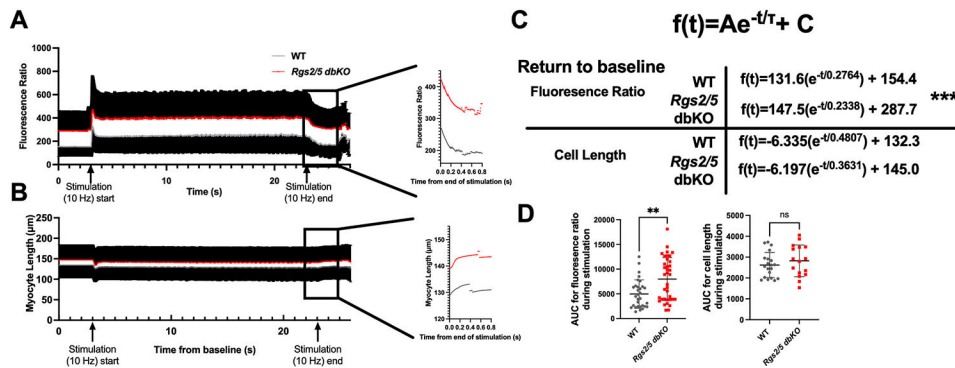 A
Fluorescence Ratio
1000
800
600
400
200
0
0
10
20
WT
Rgs2/5 dbKO
Stimulation
(10 Hz) start
Time (s)
Stimulation
(10 Hz) end
Fluorescence Ratio
400
300
200
0.0 0.2 0.4 0.6 0.8
Time from end of stimulation (s)
B
Myocyte Length (µm)
250
200
150
100
50
0
0
10
20
Stimulation
(10 Hz) start
Time from baseline (s)
Stimulation
(10 Hz) end
Myocyte Length (µm)
150
140
130
120
0.0 0.2 0.4 0.6 0.8
Time from end of stimulation (s)
C
f(t)=Ae-t/τ+ C
Return to baseline
Fluoresence Ratio
WT f(t)=131.6(e-t/0.2764) + 154.4
Rgs2/5
dbKO f(t)=147.5(e-t/0.2338) + 287.7
***
Cell Length
WT f(t)=-6.335(e-t/0.4807) + 132.3
Rgs2/5
dbKO f(t)=-6.197(e-t/0.3631) + 145.0
D
AUC for fluorescence ratio
during stimulation
20000
15000
10000
5000
0
**
WT
Rgs2/5 dbKO
AUC for cell length
during stimulation
5000
4000
3000
2000
1000
0
ns
WT
Rgs2/5 dbKO